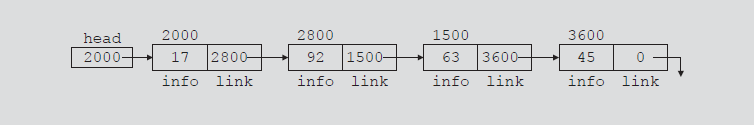 head 2000 2800 1500 3600
2000 17 2800 92 1500 63 3600 45 0
info link info link info link info link